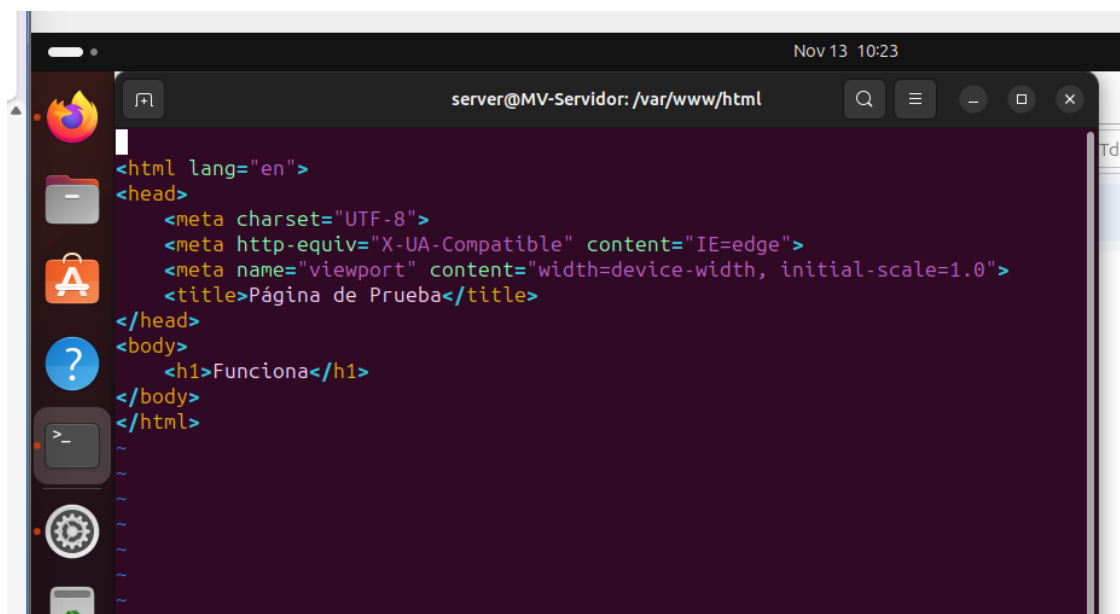 Nov 13 10:23
server@MV-Servidor: /var/www/html
Td
<html lang="en">
<head>
    <meta charset="UTF-8">
    <meta http-equiv="X-UA-Compatible" content="IE=edge">
    <meta name="viewport" content="width=device-width, initial-scale=1.0">
    <title>Página de Prueba</title>
</head>
<body>
    <h1>Funciona</h1>
</body>
</html>
~
~
~
~
~
~
~